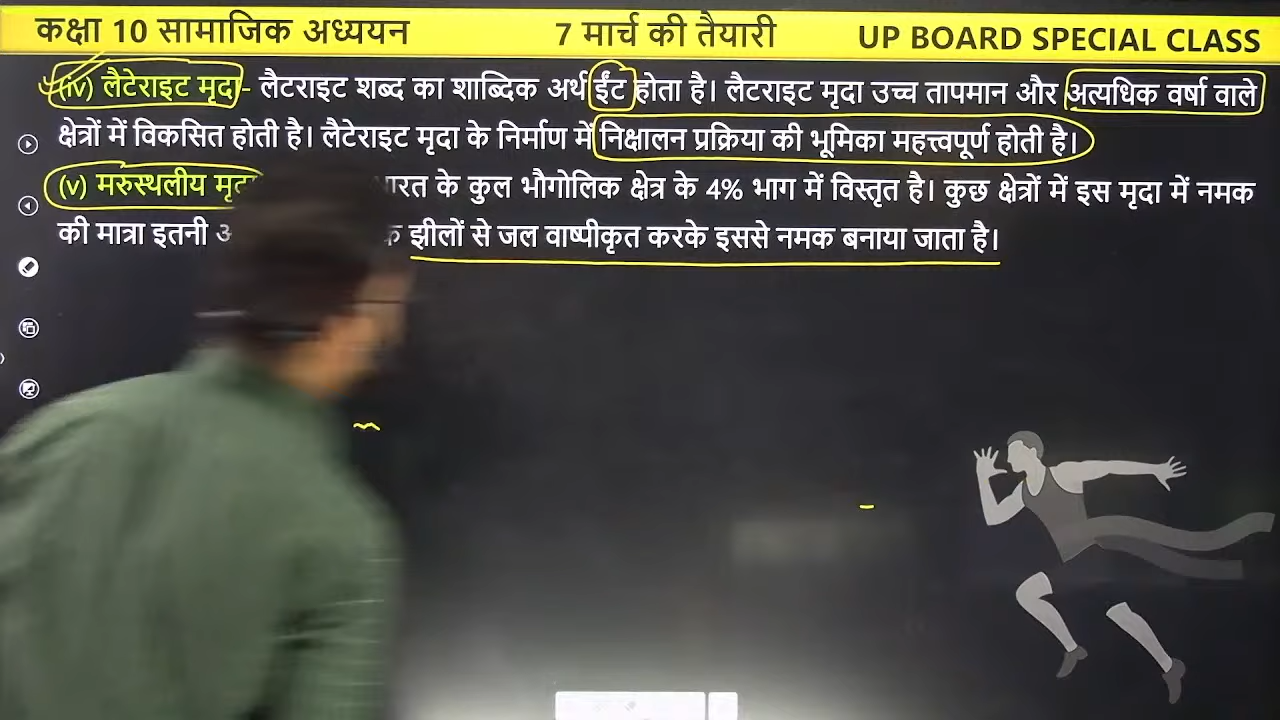 कक्षा 10 सामाजिक अध्ययन 7 मार्च की तैयारी UP BOARD SPECIAL CLASS
(iv) लैटेराइट मृदा- लैटराइट शब्द का शाब्दिक अर्थ ईंट होता है। लैटराइट मृदा उच्च तापमान और अत्यधिक वर्षा वाले
क्षेत्रों में विकसित होती है। लैटेराइट मृदा के निर्माण में निक्षालन प्रक्रिया की भूमिका महत्त्वपूर्ण होती है।
(v) मरुस्थलीय के कुल भौगोलिक क्षेत्र के 4% भाग में विस्तृत है। कुछ क्षेत्रों में इस मृदा में नमक
की मात्रा इतनी झीलों से जल वाष्पीकृत करके इससे नमक बनाया जाता है।